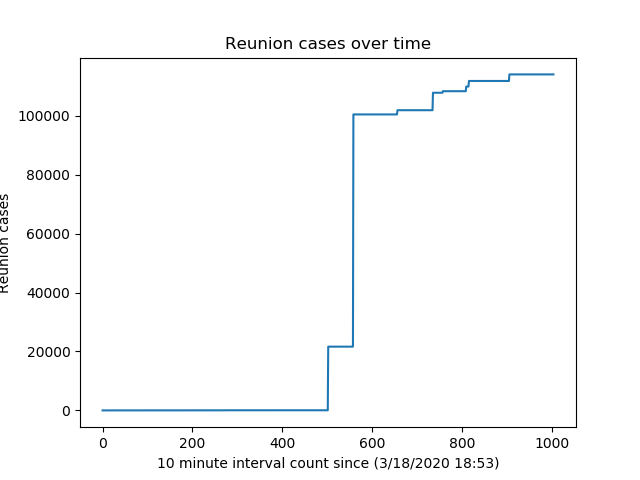 Reunion cases over time
100000
80000
60000
40000
20000
0
Reunion cases
0 200 400 600 800 1000
10 minute interval count since (3/18/2020 18:53)